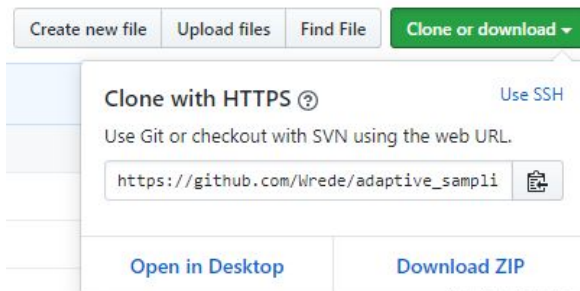 Create new file Upload files Find File Clone or download
Clone with HTTPS Use SSH
Use Git or checkout with SVN using the web URL.
https://github.com/Wrede/adaptive_sampli
Open in Desktop Download ZIP